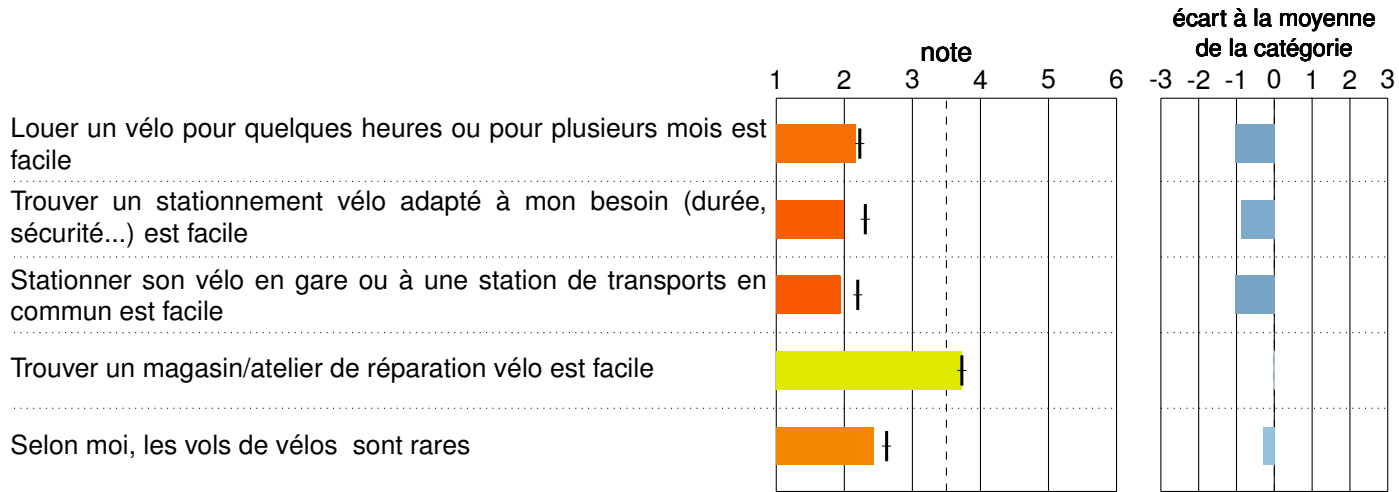 écart à la moyenne
note de la catégorie
1 2 3 4 5 6 -3 -2 -1 0 1 2 3
Louer un vélo pour quelques heures ou pour plusieurs mois est
facile
Trouver un stationnement vélo adapté à mon besoin (durée,
sécurité...) est facile
Stationner son vélo en gare ou à une station de transports en
commun est facile
Trouver un magasin/atelier de réparation vélo est facile
Selon moi, les vols de vélos sont rares